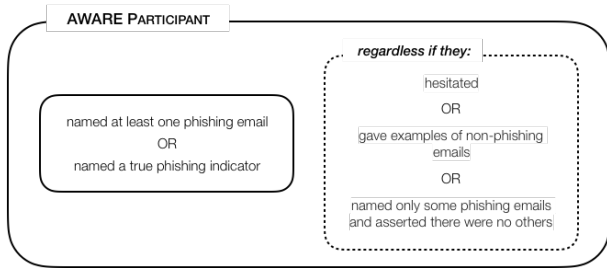 AWARE PARTICIPANT
named at least one phishing email
OR
named a true phishing indicator
regardless if they:
hesitated
OR
gave examples of non-phishing
emails
OR
named only some phishing emails
and asserted there were no others